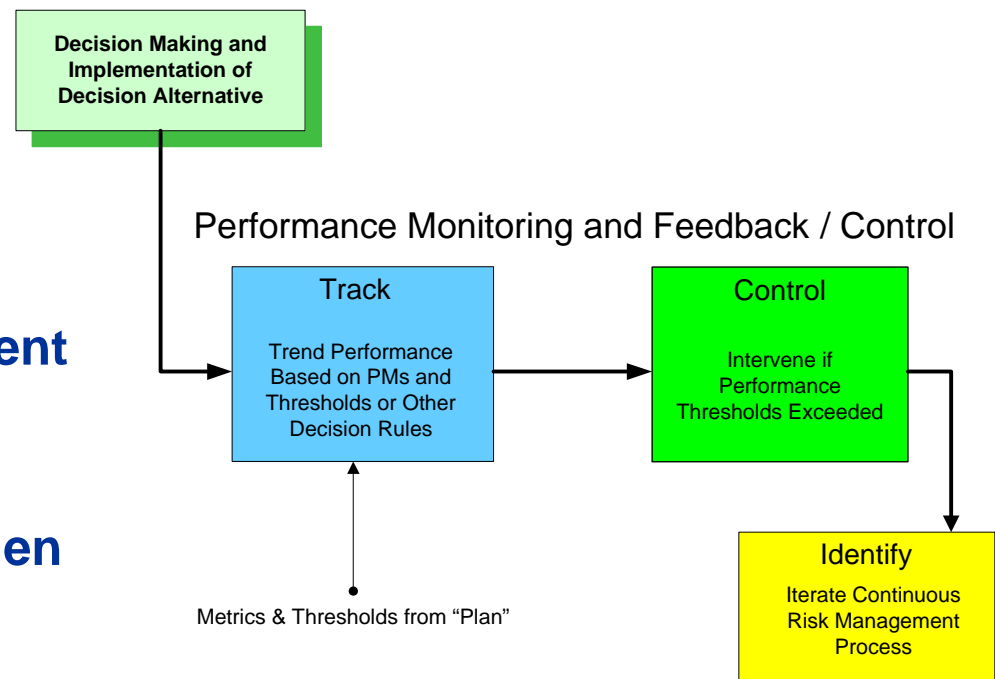 Decision Making and
Implementation of
Decision Alternative
Performance Monitoring and Feedback / Control
Track
Trend Performance
Based on PMs and
Thresholds or Other
Decision Rules
Control
Intervene if
Performance
Thresholds Exceeded
ent
en
Metrics & Thresholds from “Plan”
Identify
Iterate Continuous
Risk Management
Process